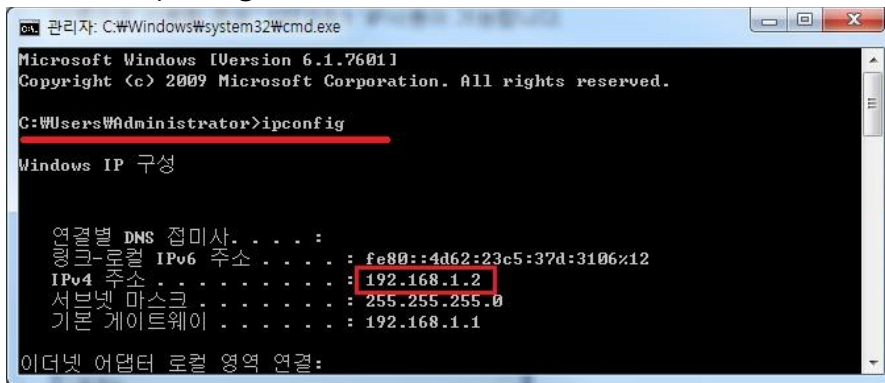 관리자: C:₩Windows₩system32₩cmd.exe
Microsoft Windows [Version 6.1.7601]
Copyright (c) 2009 Microsoft Corporation. All rights reserved.
C:₩Users₩Administrator>ipconfig
Windows IP 구성
연결별 DNS 접미사. . . . :
링크-로컬 IPv6 주소 . . . . : fe80::4d62:23c5:37d:3106%12
IPv4 주소 . . . . . . . . . : 192.168.1.2
서브넷 마스크 . . . . . . . : 255.255.255.0
기본 게이트웨이 . . . . . . : 192.168.1.1
이더넷 어댑터 로컬 영역 연결: